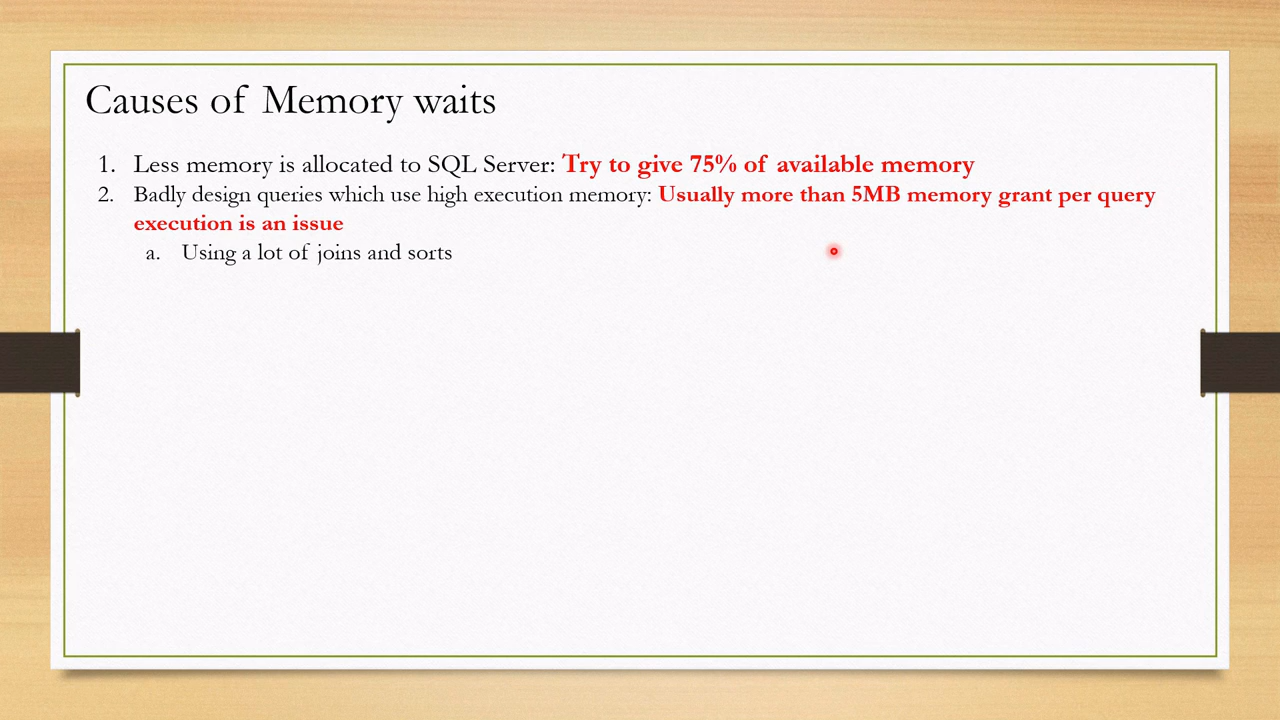 Causes of Memory waits
1. Less memory is allocated to SQL Server: Try to give 75% of available memory
2. Badly design queries which use high execution memory: Usually more than 5MB memory grant per query
execution is an issue
a. Using a lot of joins and sorts